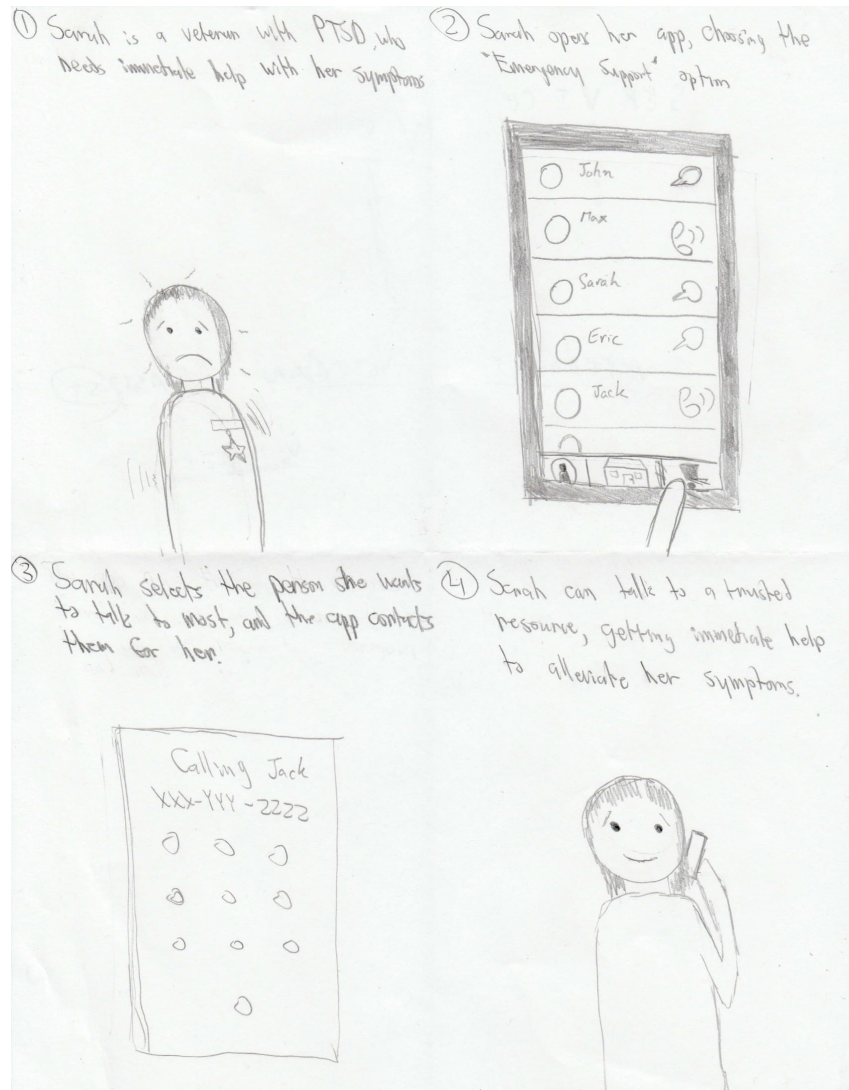 ① Sarah is a veteran with PTSD, who
needs immediate help with her symptoms
② Sarah opens her app, choosing the
"Emergency Support" option
John
Max
Sarah
Eric
Jack
③ Sarah selects the person she wants
to talk to most, and the app contacts
them for her.
Calling Jack
XXX-YYY-ZZZZ
④ Sarah can talk to a trusted
resource, getting immediate help
to alleviate her symptoms.